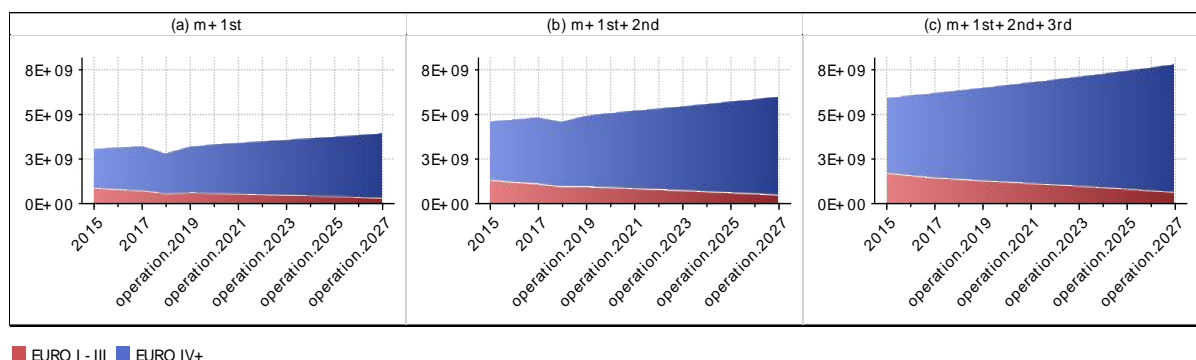 (a) m+ 1st
(b) m+ 1st+ 2nd
(c) m+ 1st+ 2nd+ 3rd
8E+ 09
5E+ 09
3E+ 09
0E+ 00
2015
2017
operation.2019
operation.2021
operation.2023
operation.2025
operation.2027
8E+ 09
5E+ 09
3E+ 09
0E+ 00
2015
2017
operation.2019
operation.2021
operation.2023
operation.2025
operation.2027
8E+ 09
5E+ 09
3E+ 09
0E+ 00
2015
2017
operation.2019
operation.2021
operation.2023
operation.2025
operation.2027
EURO I - III EURO IV+